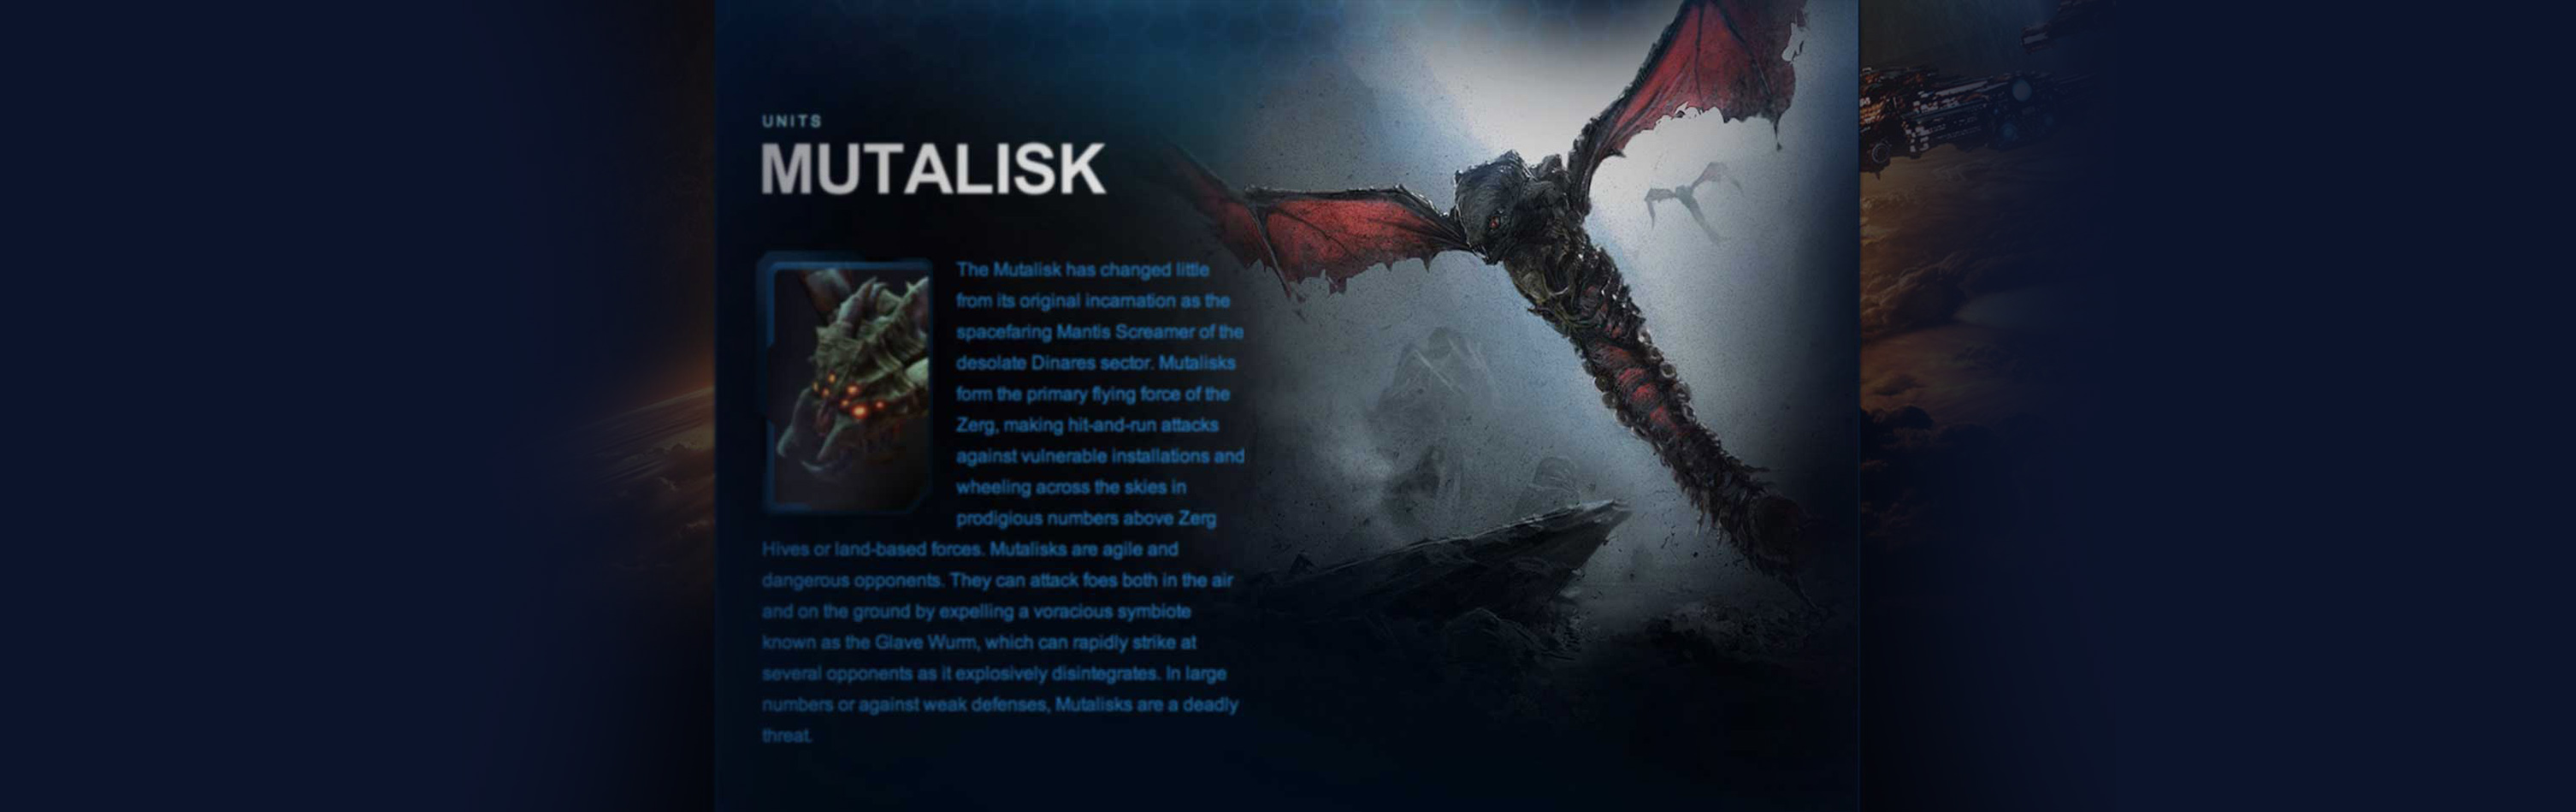 UNITS
MUTALISK
The Mutalisk has changed little
from its original incarnation as the
spacefaring Mantis Screamer of the
desolate Dinares sector. Mutalisks
form the primary flying force of the
Zerg, making hit-and-run attacks
against vulnerable installations and
wheeling across the skies in
prodigious numbers above Zerg
Hives or land-based forces. Mutalisks are agile and
dangerous opponents. They can attack foes both in the air
and on the ground by expelling a voracious symbiote
known as the Glave Wurm, which can rapidly strike at
several opponents as it explosively disintegrates. In large
numbers or against weak defenses, Mutalisks are a deadly
threat.